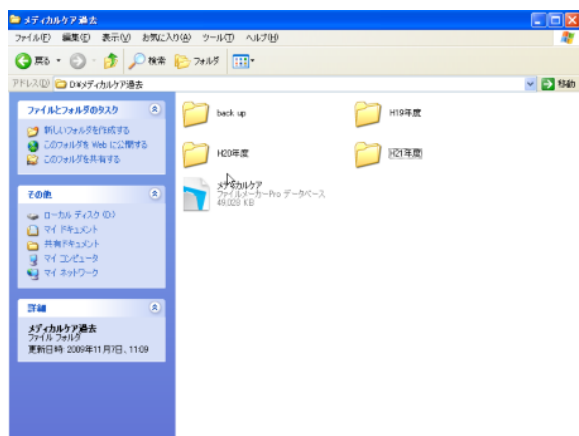 メディカルケア過去
ファイル(F) 編集(E) 表示(V) お気に入り(A) ツール(T) ヘルプ(H)
戻る 検索 フォルダ
アドレス(D) D:¥メディカルケア過去 移動
ファイルとフォルダのタスク
新しいフォルダを作成する
このフォルダを Web に公開する
このフォルダを共有する
その他
ローカル ディスク (D:)
マイ ドキュメント
共有ドキュメント
マイ コンピュータ
マイ ネットワーク
詳細
メディカルケア過去
ファイル フォルダ
更新日時: 2009年11月7日、11:09
back up
H19年度
H20年度
H21年度
メディカルケア
ファイルメーカーPro データベース
49,028 KB